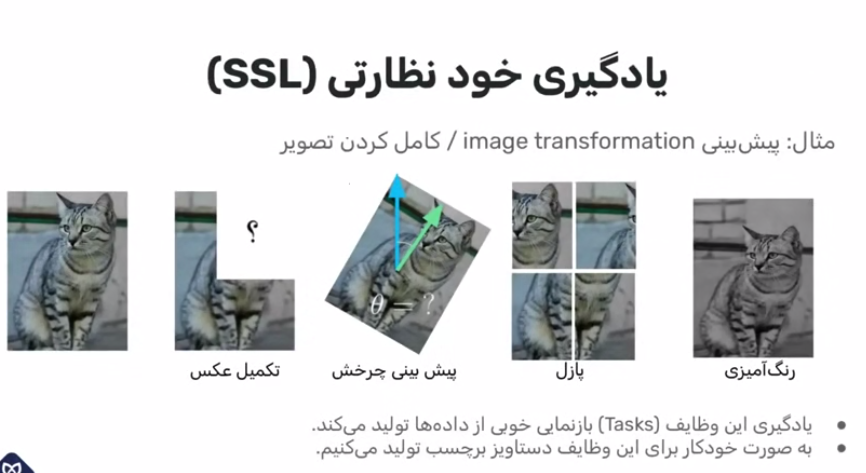 یادگیری خود نظارتی (SSL)
مثال: پیش‌بینی image transformation / کامل کردن تصویر
؟
θ = ?
تکمیل عکس
پیش بینی چرخش
پازل
رنگ‌آمیزی
● یادگیری این وظایف (Tasks) بازنمایی خوبی از داده‌ها تولید می‌کند.
● به صورت خودکار برای این وظایف دستاویز برچسب تولید می‌کنیم.